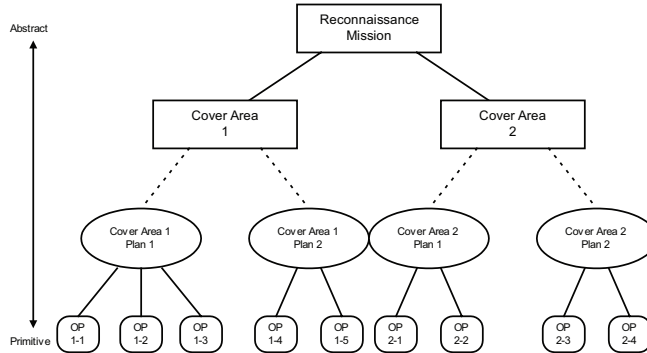 Reconnaissance
Mission
Abstract
Cover Area
1
Cover Area
2
Cover Area 1
Plan 1
Cover Area 1
Plan 2
Cover Area 2
Plan 1
Cover Area 2
Plan 2
OP
1-1
OP
1-2
OP
1-3
OP
1-4
OP
1-5
OP
2-1
OP
2-2
OP
2-3
OP
2-4
Primitive